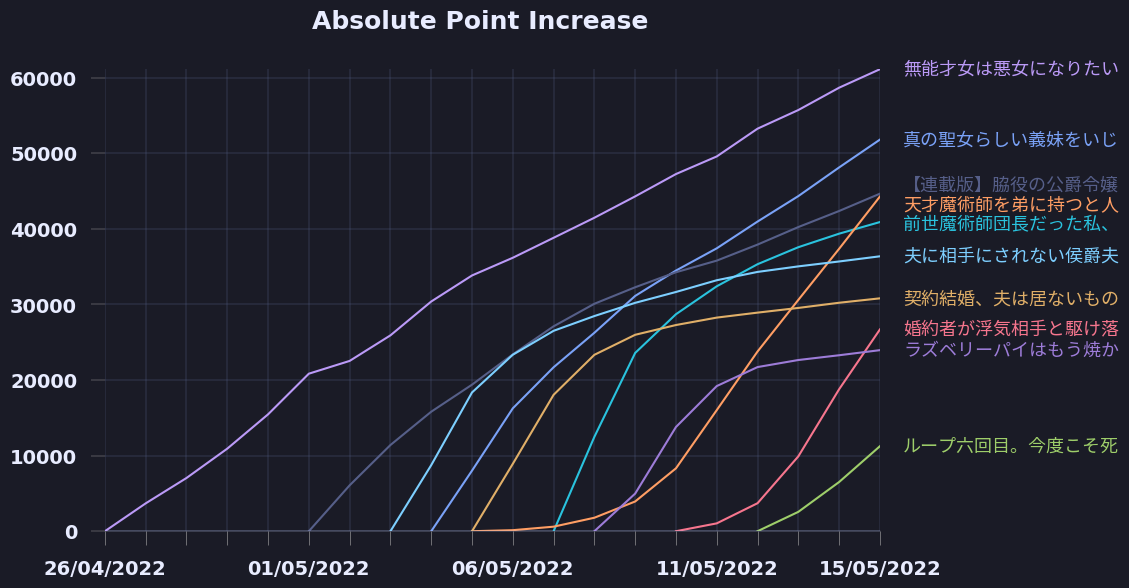 Absolute Point Increase
60000
50000
40000
30000
20000
10000
0
26/04/2022
01/05/2022
06/05/2022
11/05/2022
15/05/2022
無能才女は悪女になりたい
真の聖女らしい義妹をいじ
【連載版】脇役の公爵令嬢
天才魔術師を弟に持つと人
前世魔術師団長だった私、
夫に相手にされない侯爵夫
契約結婚、夫は居ないもの
婚約者が浮気相手と駆け落
ラズベリーパイはもう焼か
ループ六回目。今度こそ死